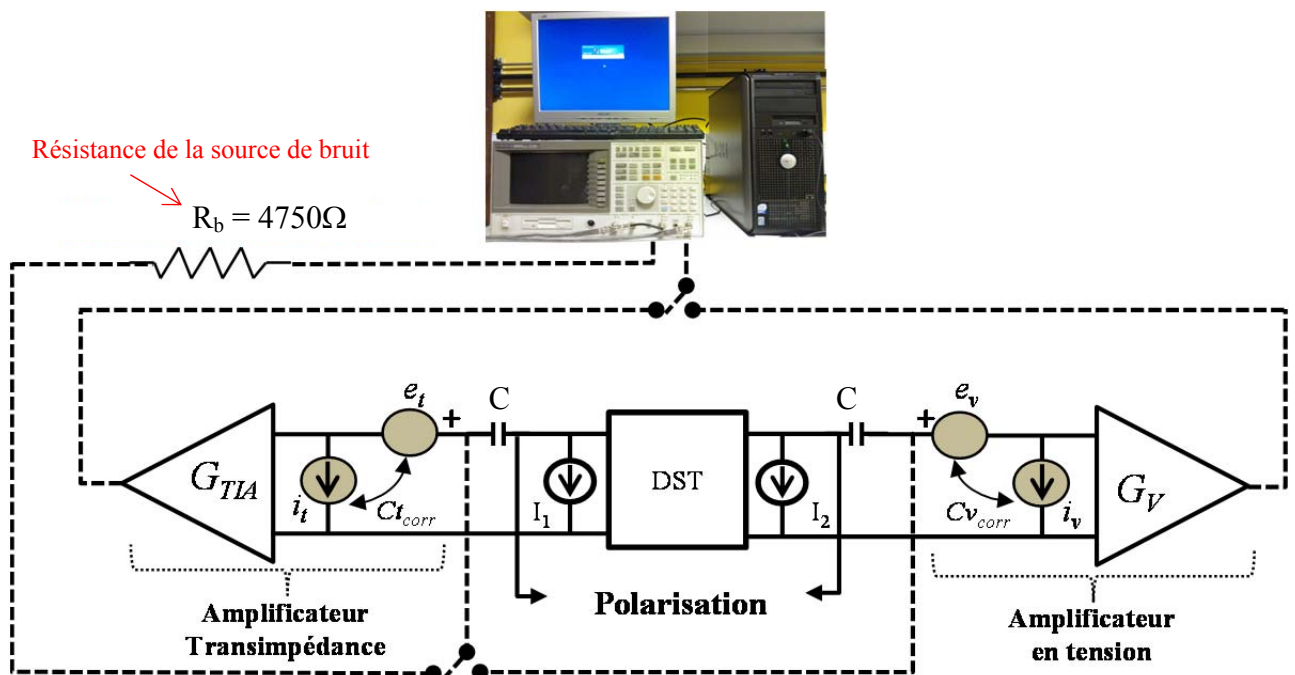 Résistance de la source de bruit
R_b = 4750Ω
e_t
+
C
C
+
e_v
G_TIA
i_t
Ct_corr
I_1
DST
I_2
Cv_corr
i_v
G_V
Amplificateur
Transimpédance
Polarisation
Amplificateur
en tension